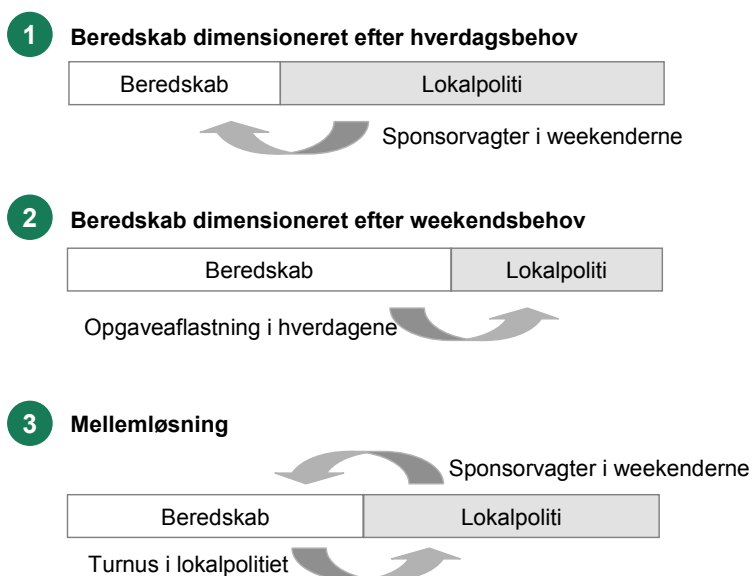 1 Beredskab dimensioneret efter hverdagsbehov
Beredskab Lokalpoliti
Sponsorvagter i weekenderne
2 Beredskab dimensioneret efter weekendsbehov
Beredskab Lokalpoliti
Opgaveaflastning i hverdagene
3 Mellemløsning
Sponsorvagter i weekenderne
Beredskab Lokalpoliti
Turnus i lokalpolitiet